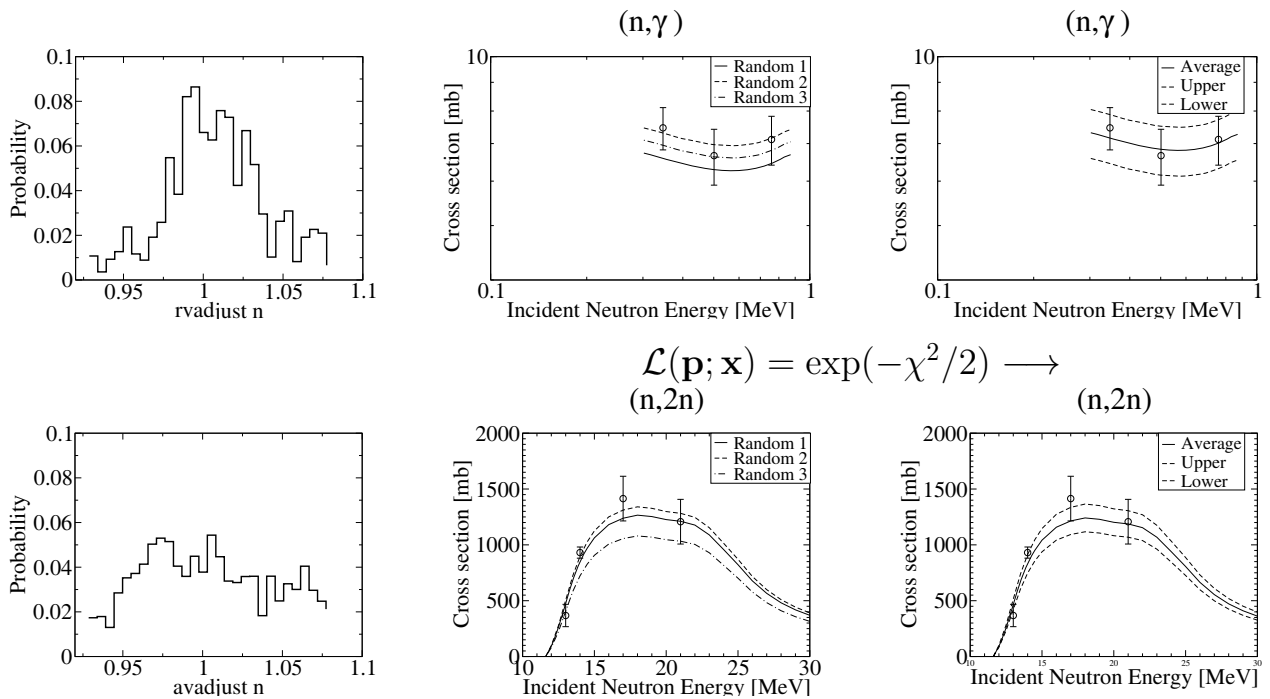 (n,γ)
0.1
0.08
0.06
0.04
0.02
0
Probability
0.95
1
1.05
1.1
rvadjust n
10
Cross section [mb]
Random 1
Random 2
Random 3
0.1
1
Incident Neutron Energy [MeV]
(n,γ)
10
Cross section [mb]
Average
Upper
Lower
0.1
1
Incident Neutron Energy [MeV]
𝓛(p; x) = exp(−χ²/2) ⟶
0.1
0.08
0.06
0.04
0.02
0
Probability
0.95
1
1.05
1.1
avadjust n
(n,2n)
2000
1500
1000
500
0
Cross section [mb]
Random 1
Random 2
Random 3
10
15
20
25
30
Incident Neutron Energy [MeV]
(n,2n)
2000
1500
1000
500
0
Cross section [mb]
Average
Upper
Lower
10
15
20
25
30
Incident Neutron Energy [MeV]